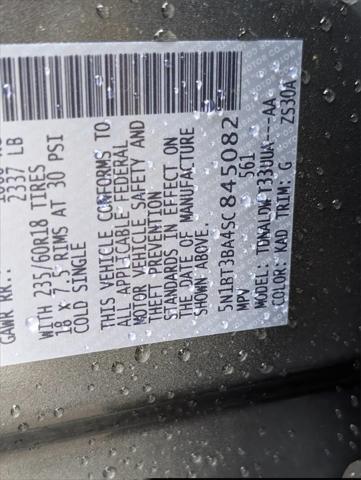 2337 LB
GAWR RR:
WITH 235/60R18 TIRES
18 x 7.5 RIMS AT 30 PSI
COLD SINGLE
THIS VEHICLE CONFORMS TO
ALL APPLICABLE FEDERAL
MOTOR VEHICLE SAFETY AND
THEFT PREVENTION
STANDARDS IN EFFECT ON
THE DATE OF MANUFACTURE
SHOWN ABOVE.
5N1BT3BA4SC845082
MPV 561
MODEL:
COLOR: KAD TRIM: G ZS30A